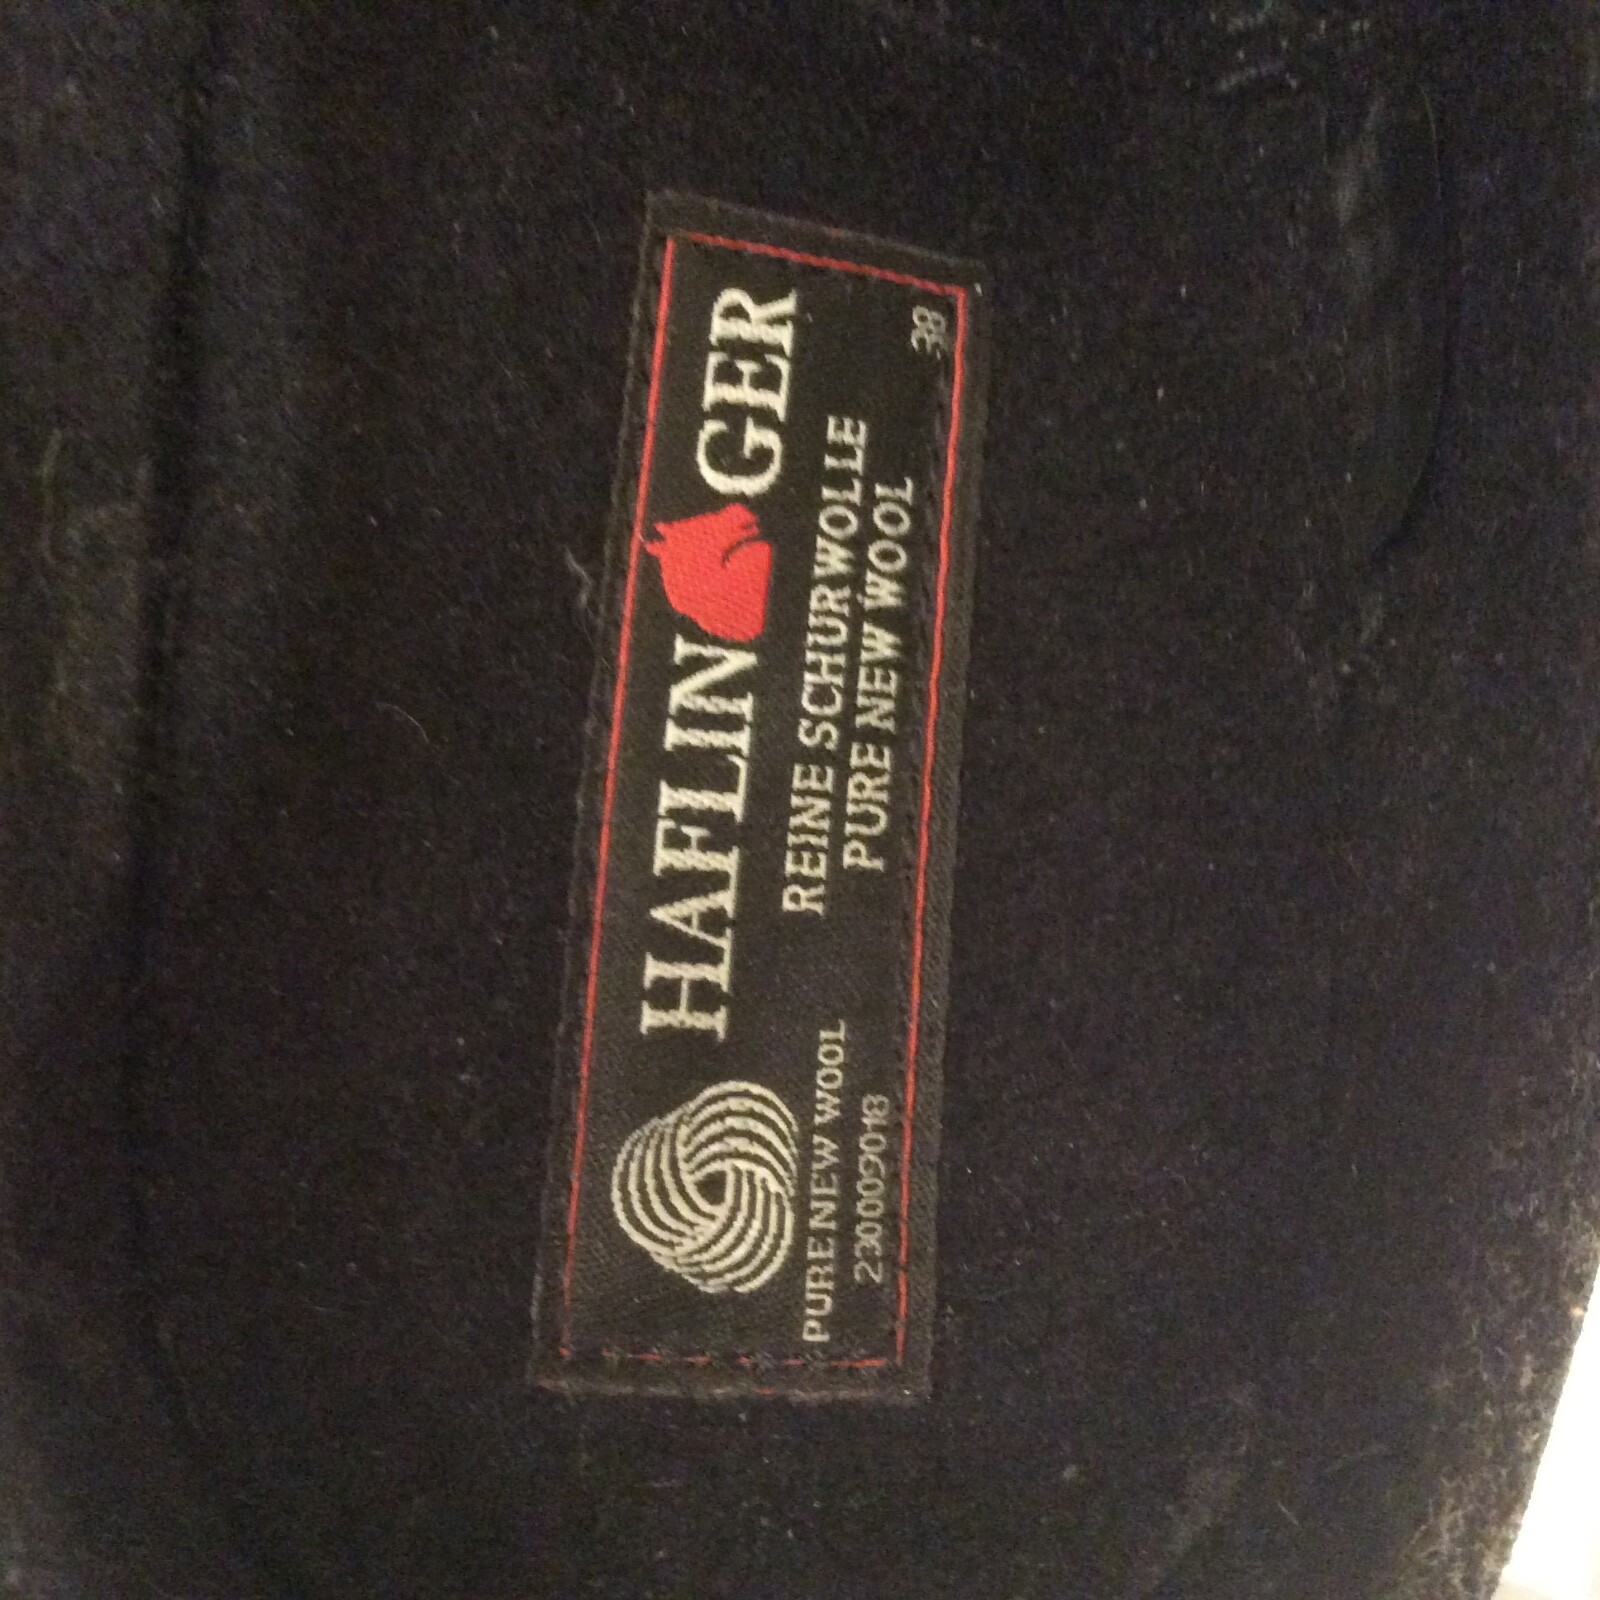 HAFLINGER
REINE SCHURWOLLE
PURE NEW WOOL
38
PURE NEW WOOL
230009018